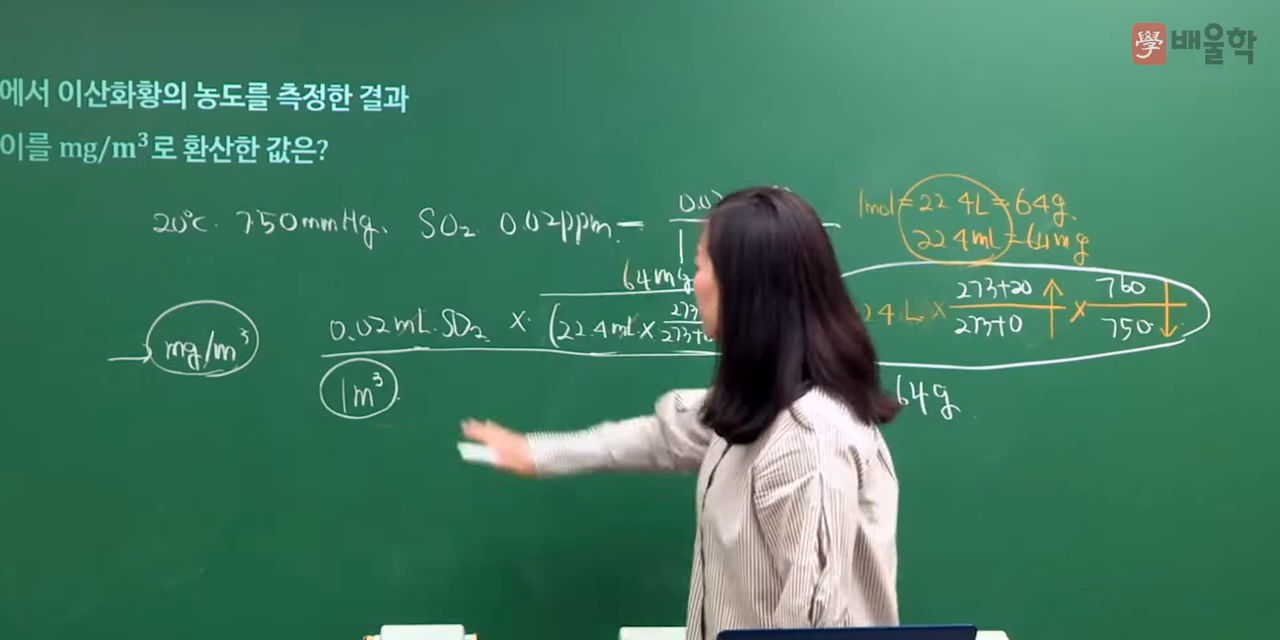 學 배울학
에서 이산화황의 농도를 측정한 결과
이를 mg/m³로 환산한 값은?
1mol = 22.4L = 64g
22.4mL = 64mg
20℃. 750mmHg. SO₂ 0.02ppm =
64mg
273+20 760
0.02mL SO₂ × (22.4mL × 273
L × ×
273+0 750
mg/m³
1m³
64g